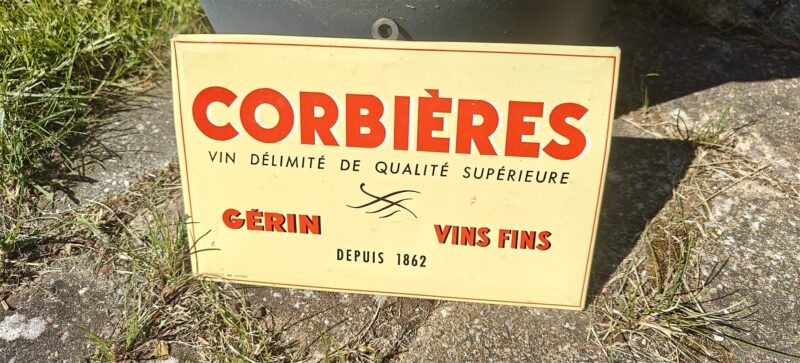 CORBIÈRES
VIN DÉLIMITÉ DE QUALITÉ SUPÉRIEURE
GÉRIN
VINS FINS
DEPUIS 1862